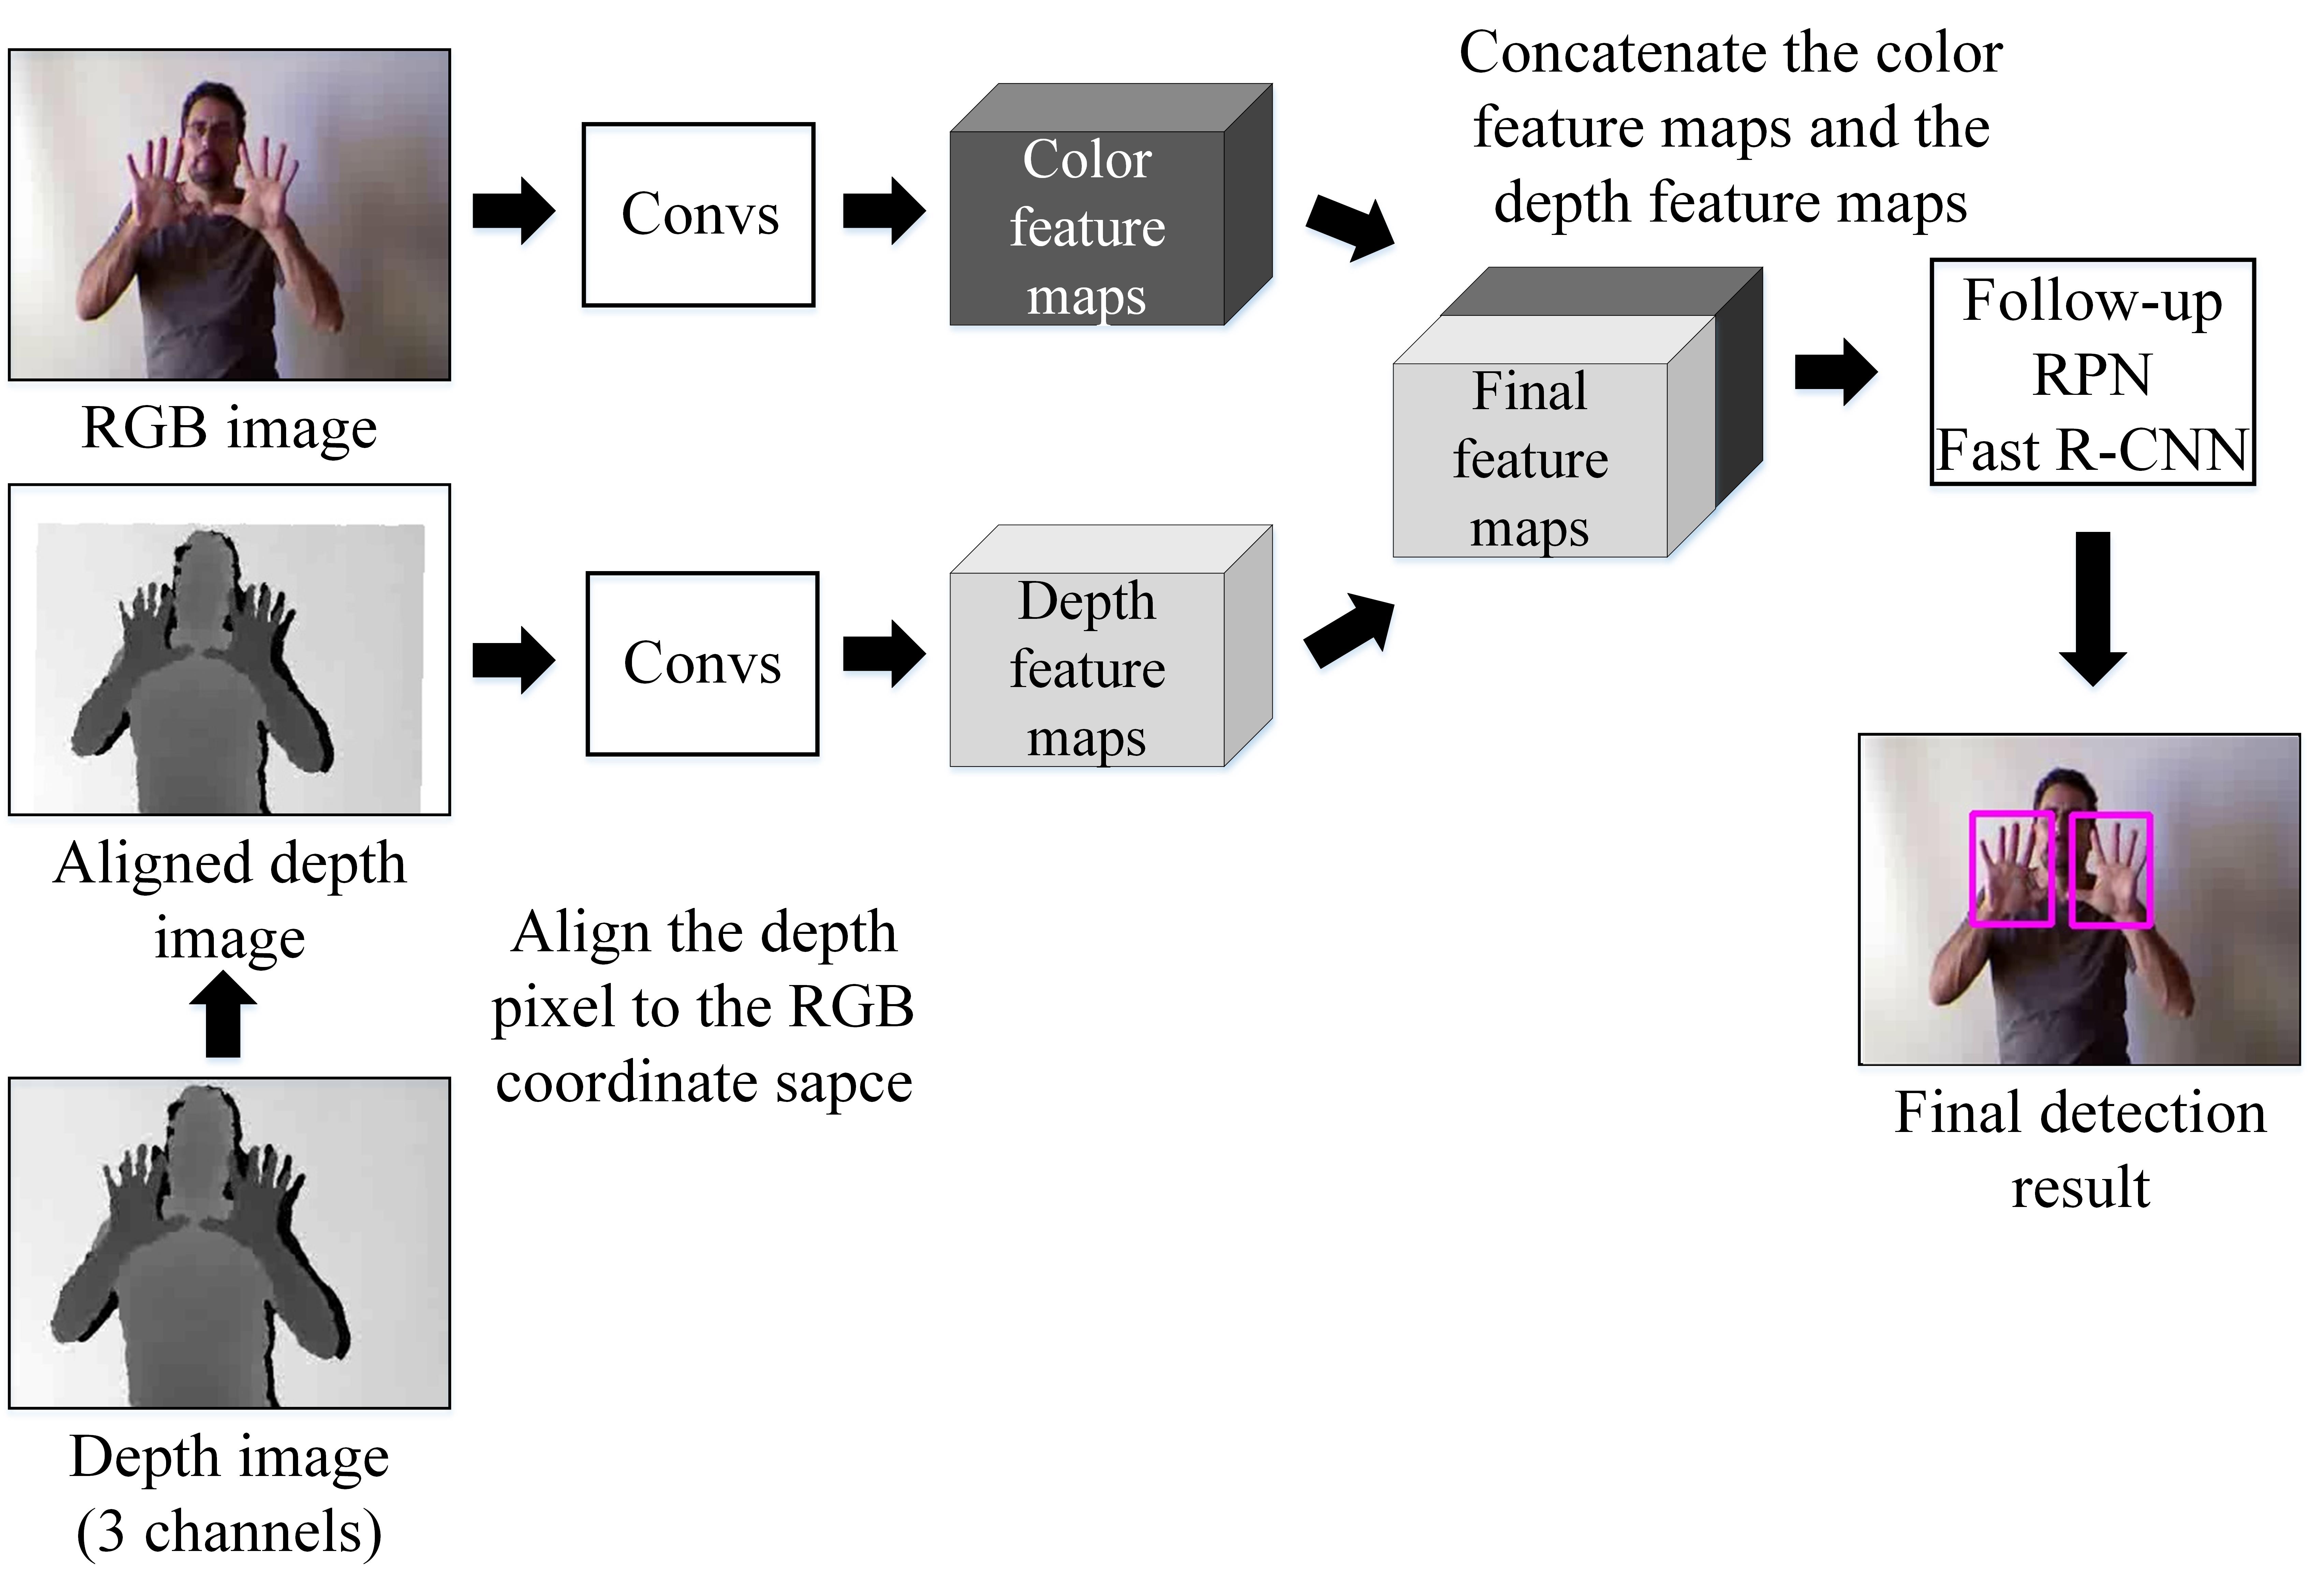 RGB image
Convs
Color
feature
maps
Concatenate the color
feature maps and the
depth feature maps
Final
feature
maps
Follow-up
RPN
Fast R-CNN
Aligned depth
image
Convs
Depth
feature
maps
Align the depth
pixel to the RGB
coordinate sapce
Depth image
(3 channels)
Final detection
result